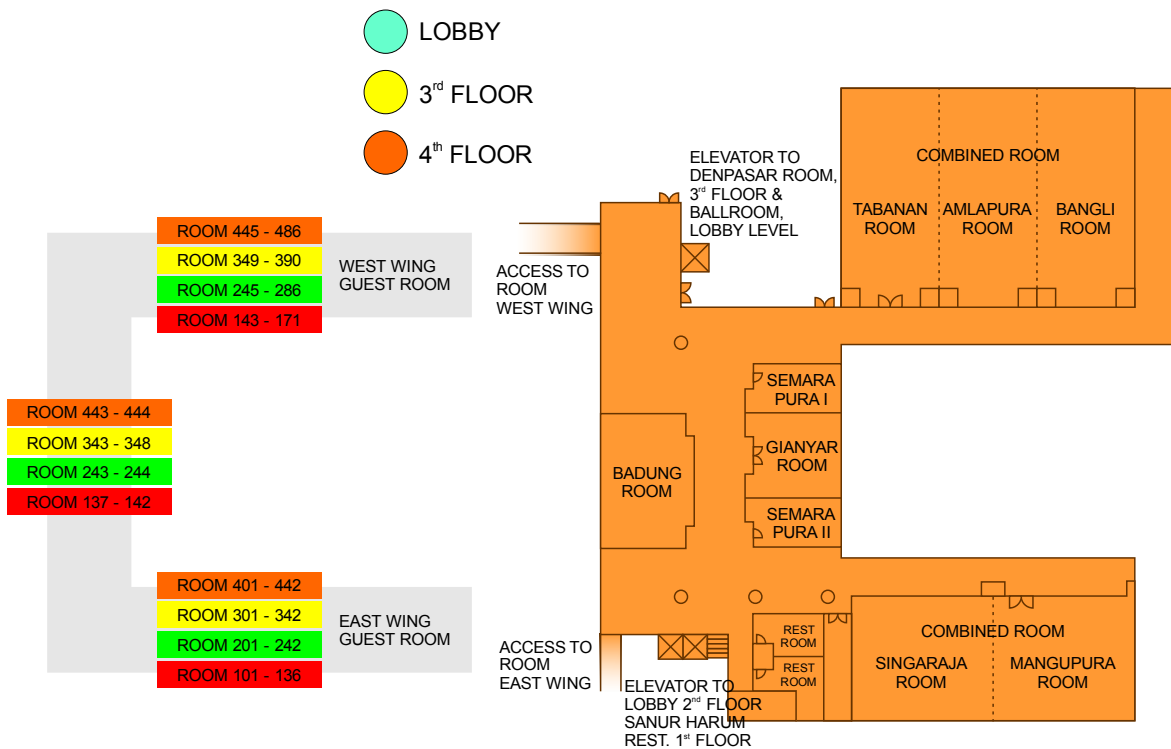 LOBBY
3rd FLOOR
4th FLOOR
ROOM 445 - 486
ROOM 349 - 390
ROOM 245 - 286
ROOM 143 - 171
WEST WING
GUEST ROOM
ROOM 443 - 444
ROOM 343 - 348
ROOM 243 - 244
ROOM 137 - 142
ROOM 401 - 442
ROOM 301 - 342
ROOM 201 - 242
ROOM 101 - 136
EAST WING
GUEST ROOM
ACCESS TO
ROOM
WEST WING
ELEVATOR TO
DENPASAR ROOM,
3rd FLOOR &
BALLROOM,
LOBBY LEVEL
COMBINED ROOM
TABANAN
ROOM
AMLAPURA
ROOM
BANGLI
ROOM
SEMARA
PURA I
GIANYAR
ROOM
SEMARA
PURA II
BADUNG
ROOM
ACCESS TO
ROOM
EAST WING
ELEVATOR TO
LOBBY 2nd FLOOR
SANUR HARUM
REST. 1st FLOOR
REST
ROOM
REST
ROOM
COMBINED ROOM
SINGARAJA
ROOM
MANGUPURA
ROOM